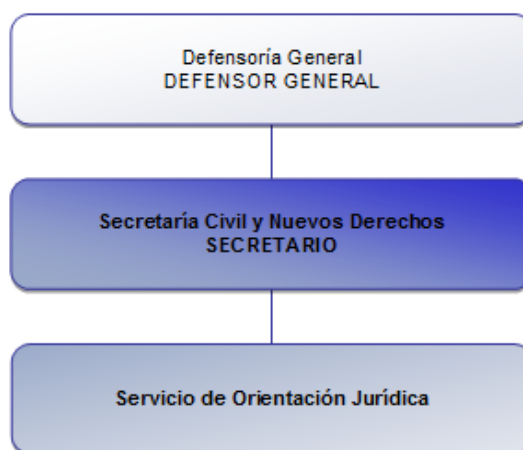 Defensoría General
DEFENSOR GENERAL
Secretaría Civil y Nuevos Derechos
SECRETARIO
Servicio de Orientación Jurídica